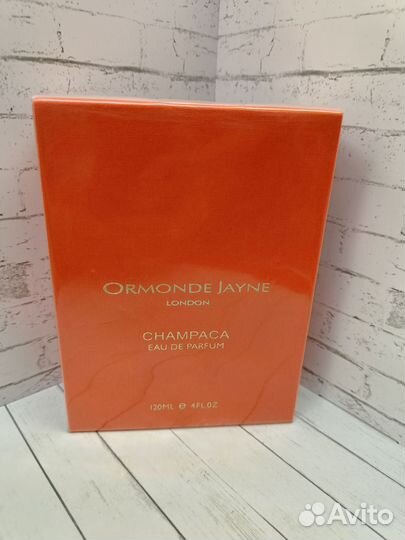 ORMONDE JAYNE
LONDON
CHAMPACA
EAU DE PARFUM
120ML e 4FL.OZ
Avito